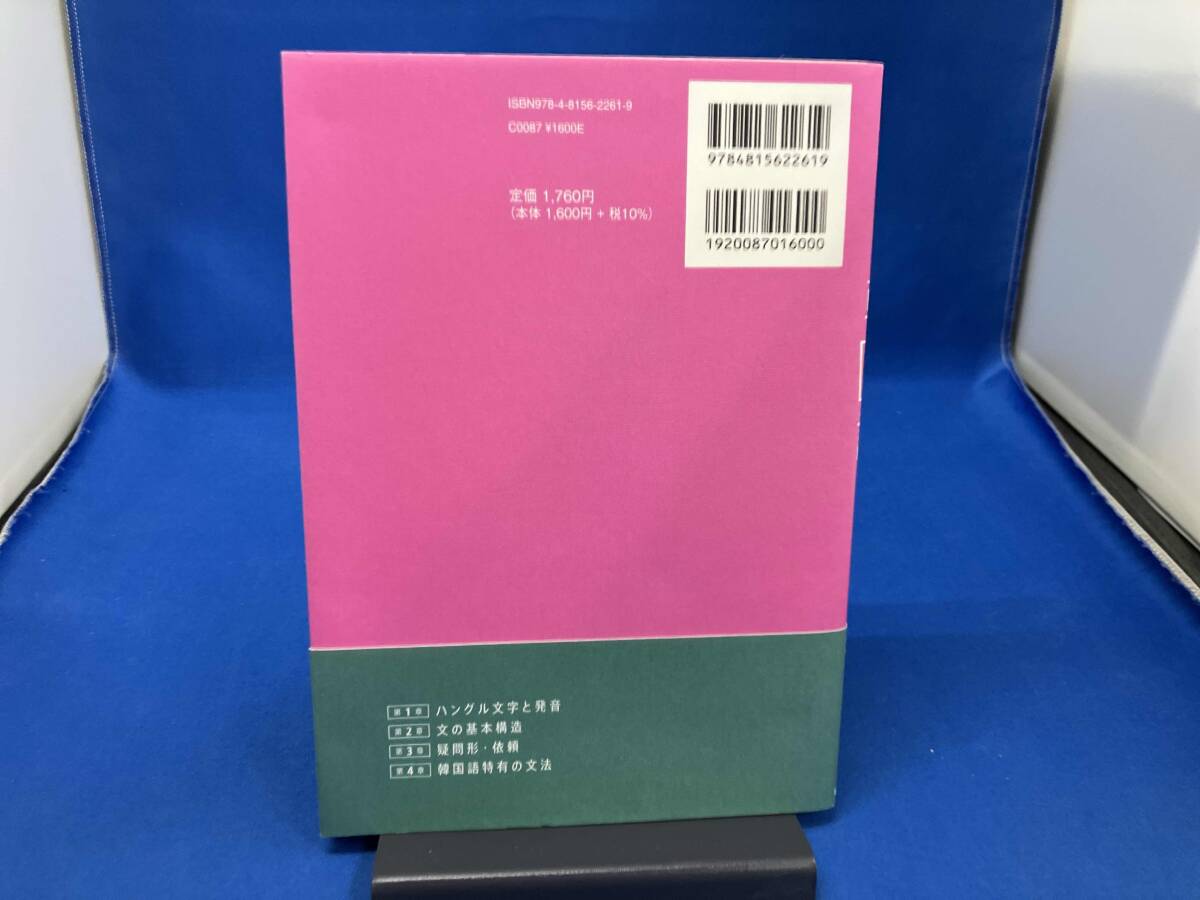 ISBN978-4-8156-2261-9
C0087 ¥1600E
9784815622619
定価 1,760円
(本体 1,600円 + 税10%)
1920087016000
第1章 ハングル文字と発音
第2章 文の基本構造
第3章 疑問形・依頼
第4章 韓国語特有の文法